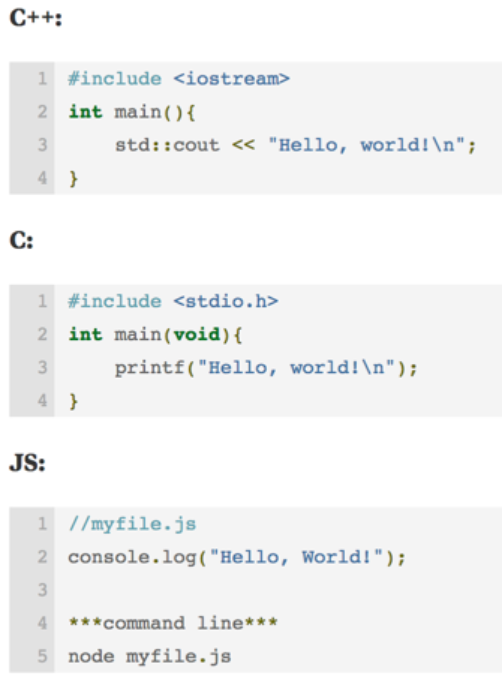 C++:
1 #include <iostream>
2 int main(){
3     std::cout << "Hello, world!\n";
4 }
C:
1 #include <stdio.h>
2 int main(void){
3     printf("Hello, world!\n");
4 }
JS:
1 //myfile.js
2 console.log("Hello, World!");
3
4 ***command line***
5 node myfile.js